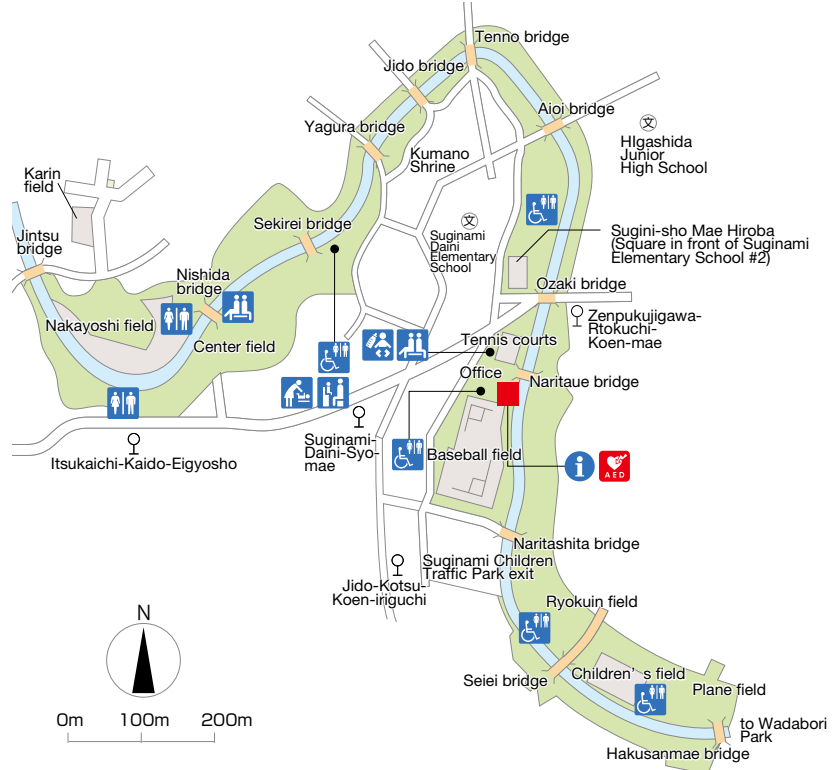 Tenno bridge
Jido bridge
Aioi bridge
Yagura bridge
文
HIgashida
Junior
High School
Kumano
Shrine
Karin
field
Sekirei bridge
文
Suginami
Daini
Elementary
School
Sugini-sho Mae Hiroba
(Square in front of Suginami
Elementary School #2)
Jintsu
bridge
Nishida
bridge
Ozaki bridge
Nakayoshi field
Center field
Zenpukujigawa-
Rtokuchi-
Koen-mae
Tennis courts
Office
Naritaue bridge
Suginami-
Daini-Syo-
mae
Itsukaichi-Kaido-Eigyosho
Baseball field
i
AED
Naritashita bridge
Suginami Children
Traffic Park exit
Jido-Kotsu-
Koen-iriguchi
Ryokuin field
N
Seiei bridge
Children’ s field
Plane field
0m 100m 200m
to Wadabori
Park
Hakusanmae bridge